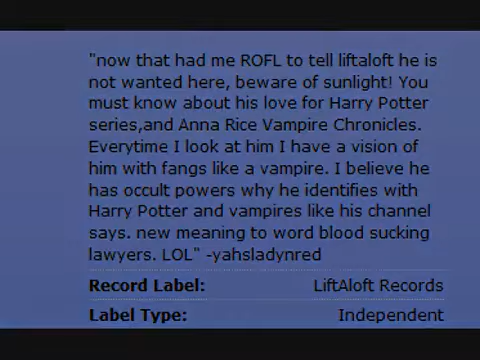 "now that had me ROFL to tell liftaloft he is
not wanted here, beware of sunlight! You
must know about his love for Harry Potter
series,and Anna Rice Vampire Chronicles.
Everytime I look at him I have a vision of
him with fangs like a vampire. I believe he
has occult powers why he identifies with
Harry Potter and vampires like his channel
says. new meaning to word blood sucking
lawyers. LOL" -yahsladynred
Record Label: LiftAloft Records
Label Type: Independent